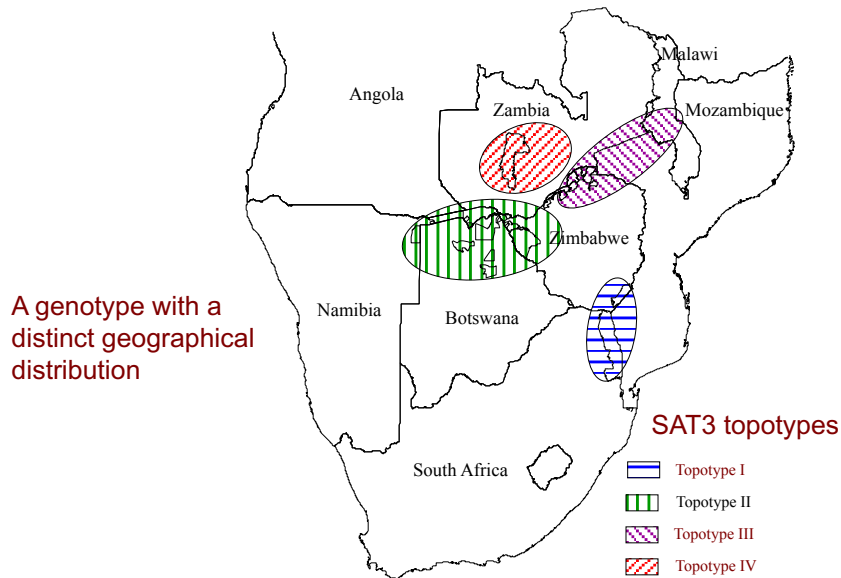 Malawi
Angola
Zambia
Mozambique
Zimbabwe
A genotype with a
distinct geographical
distribution
Namibia
Botswana
South Africa
SAT3 topotypes
Topotype I
Topotype II
Topotype III
Topotype IV